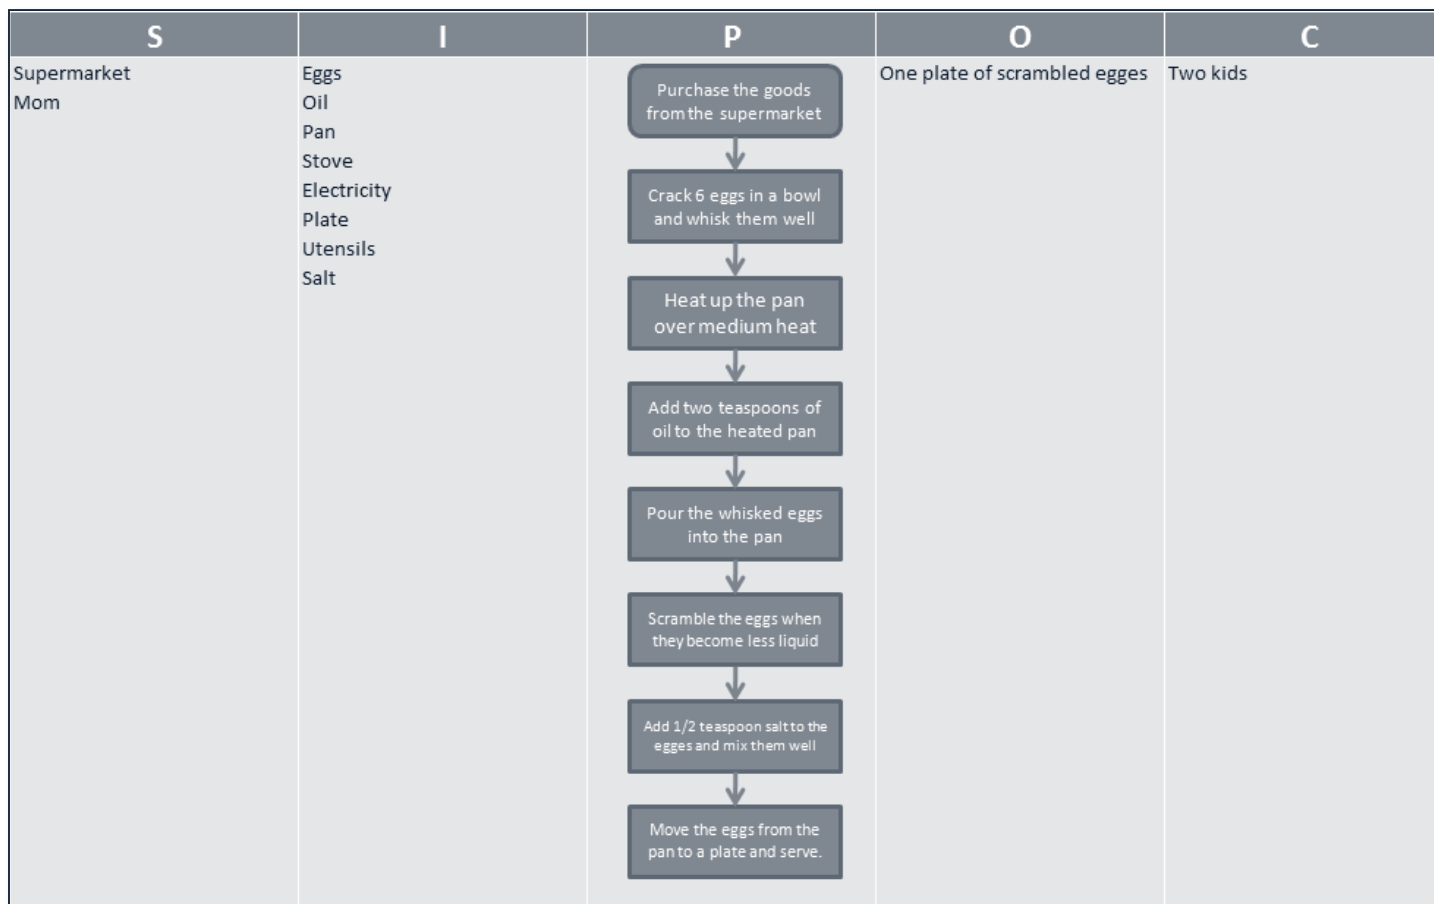 S
I
P
O
C
Supermarket
Mom
Eggs
Oil
Pan
Stove
Electricity
Plate
Utensils
Salt
Purchase the goods
from the supermarket
Crack 6 eggs in a bowl
and whisk them well
Heat up the pan
over medium heat
Add two teaspoons of
oil to the heated pan
Pour the whisked eggs
into the pan
Scramble the eggs when
they become less liquid
Add 1/2 teaspoon salt to the
egges and mix them well
Move the eggs from the
pan to a plate and serve.
One plate of scrambled egges
Two kids